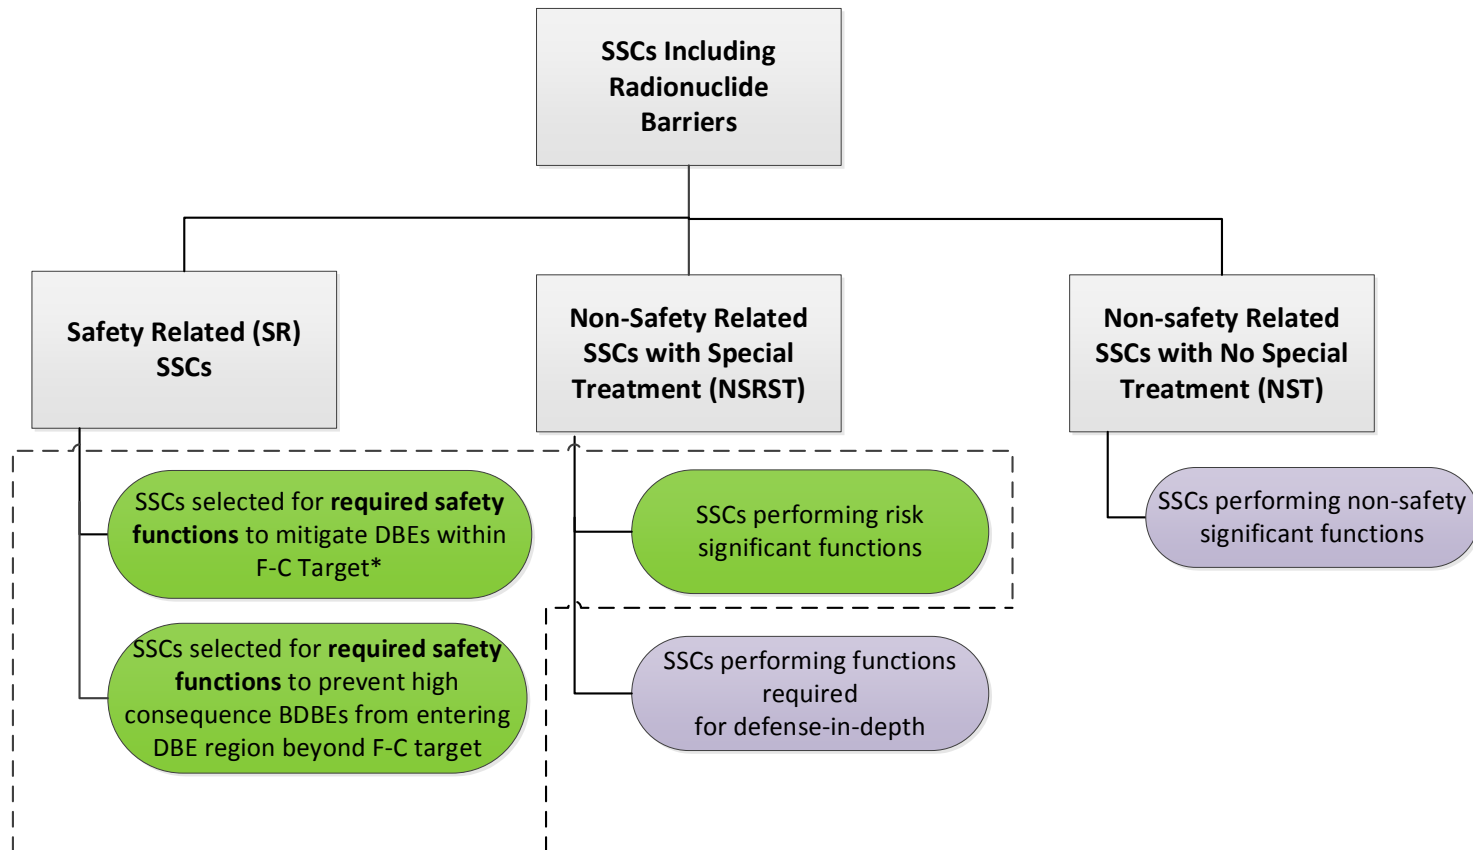 SSCs Including
Radionuclide
Barriers
Safety Related (SR)
SSCs
Non-Safety Related
SSCs with Special
Treatment (NSRST)
Non-safety Related
SSCs with No Special
Treatment (NST)
SSCs selected for required safety
functions to mitigate DBEs within
F-C Target*
SSCs selected for required safety
functions to prevent high
consequence BDBEs from entering
DBE region beyond F-C target
SSCs performing risk
significant functions
SSCs performing functions
required
for defense-in-depth
SSCs performing non-safety
significant functions